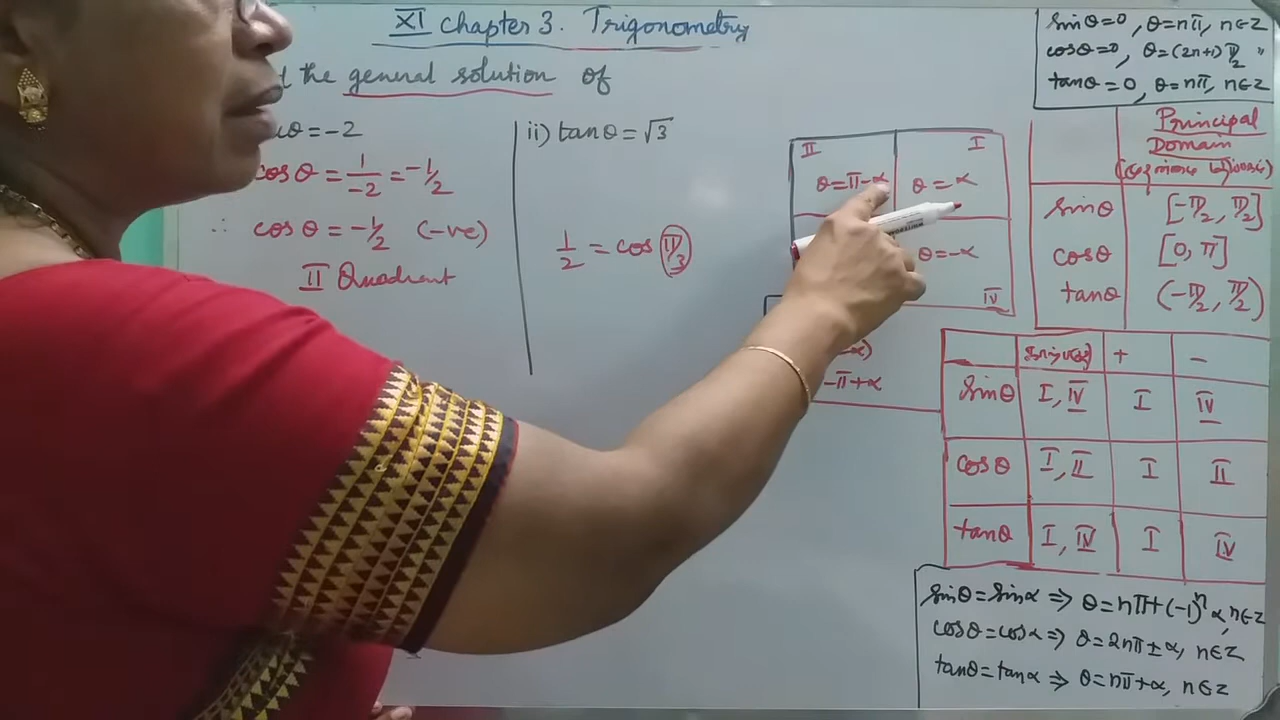 XI Chapter 3. Trigonometry
the general solution of
θ = -2
cos θ = 1/-2 = -1/2
∴ cos θ = -1/2 (-ve)
II Quadrant
ii) tan θ = √3
1/2 = cos π/3
II
I
θ = π-α
θ = α
θ = -α
IV
-π+α
sin θ = 0, θ = nπ, n∈Z
cos θ = 0, θ = (2n+1) π/2 "
tan θ = 0, θ = nπ, n∈Z
Principal
Domain
sin θ [-π/2, π/2]
cos θ [0, π]
tan θ (-π/2, π/2)
+ -
sin θ I, IV I IV
cos θ I, II I II
tan θ I, IV I IV
sin θ = sin α ⇒ θ = nπ + (-1)ⁿ α, n∈Z
cos θ = cos α ⇒ θ = 2nπ ± α, n∈Z
tan θ = tan α ⇒ θ = nπ + α, n∈Z